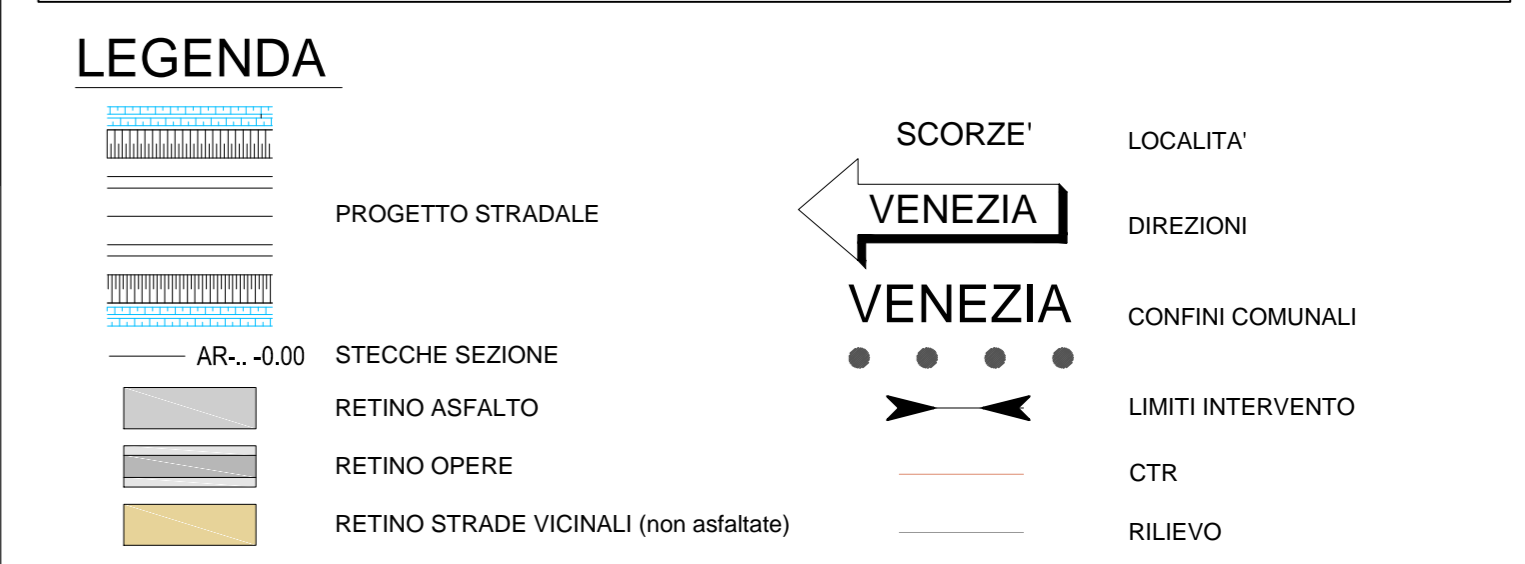 LEGENDA
PROGETTO STRADALE
AR-.. -0.00 STECCHE SEZIONE
RETINO ASFALTO
RETINO OPERE
RETINO STRADE VICINALI (non asfaltate)
SCORZE' LOCALITA'
VENEZIA DIREZIONI
VENEZIA CONFINI COMUNALI
LIMITI INTERVENTO
CTR
RILIEVO